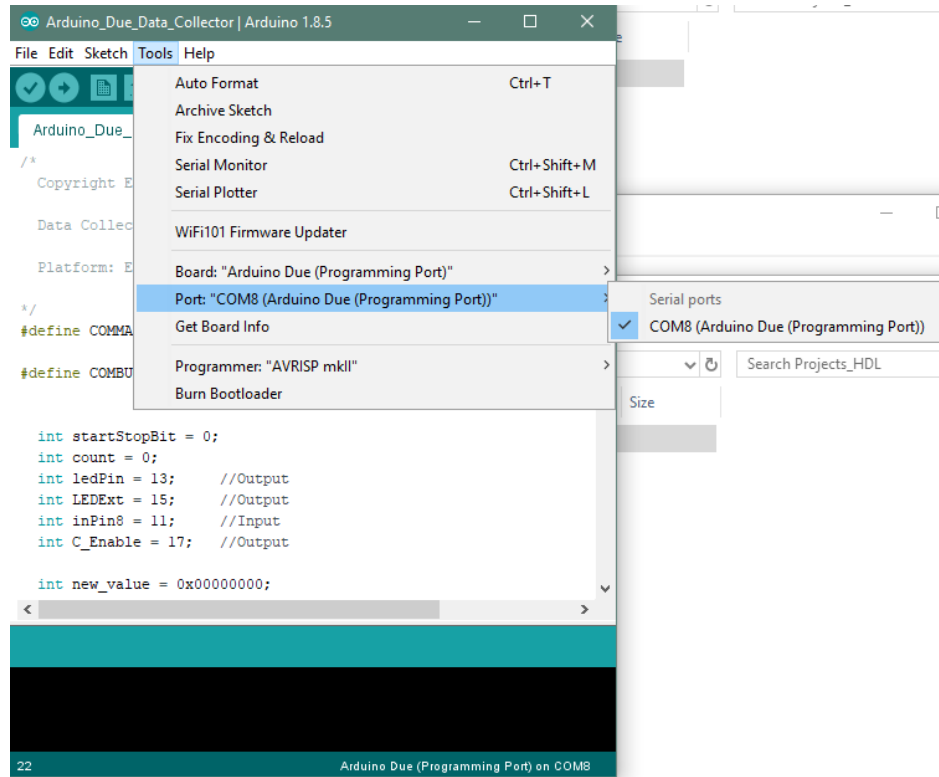 Arduino_Due_Data_Collector | Arduino 1.8.5
File Edit Sketch Tools Help
Auto Format Ctrl+T
Archive Sketch
Fix Encoding & Reload
Serial Monitor Ctrl+Shift+M
Serial Plotter Ctrl+Shift+L
WiFi101 Firmware Updater
Board: "Arduino Due (Programming Port)"
Port: "COM8 (Arduino Due (Programming Port))"
Get Board Info
Programmer: "AVRISP mkII"
Burn Bootloader
Serial ports
COM8 (Arduino Due (Programming Port))
Search Projects_HDL
Size
Arduino_Due_
/*
Copyright E
Data Collec
Platform: E
*/
#define COMMA
#define COMBU
int startStopBit = 0;
int count = 0;
int ledPin = 13; //Output
int LEDExt = 15; //Output
int inPin8 = 11; //Input
int C_Enable = 17; //Output
int new_value = 0x00000000;
22 Arduino Due (Programming Port) on COM8